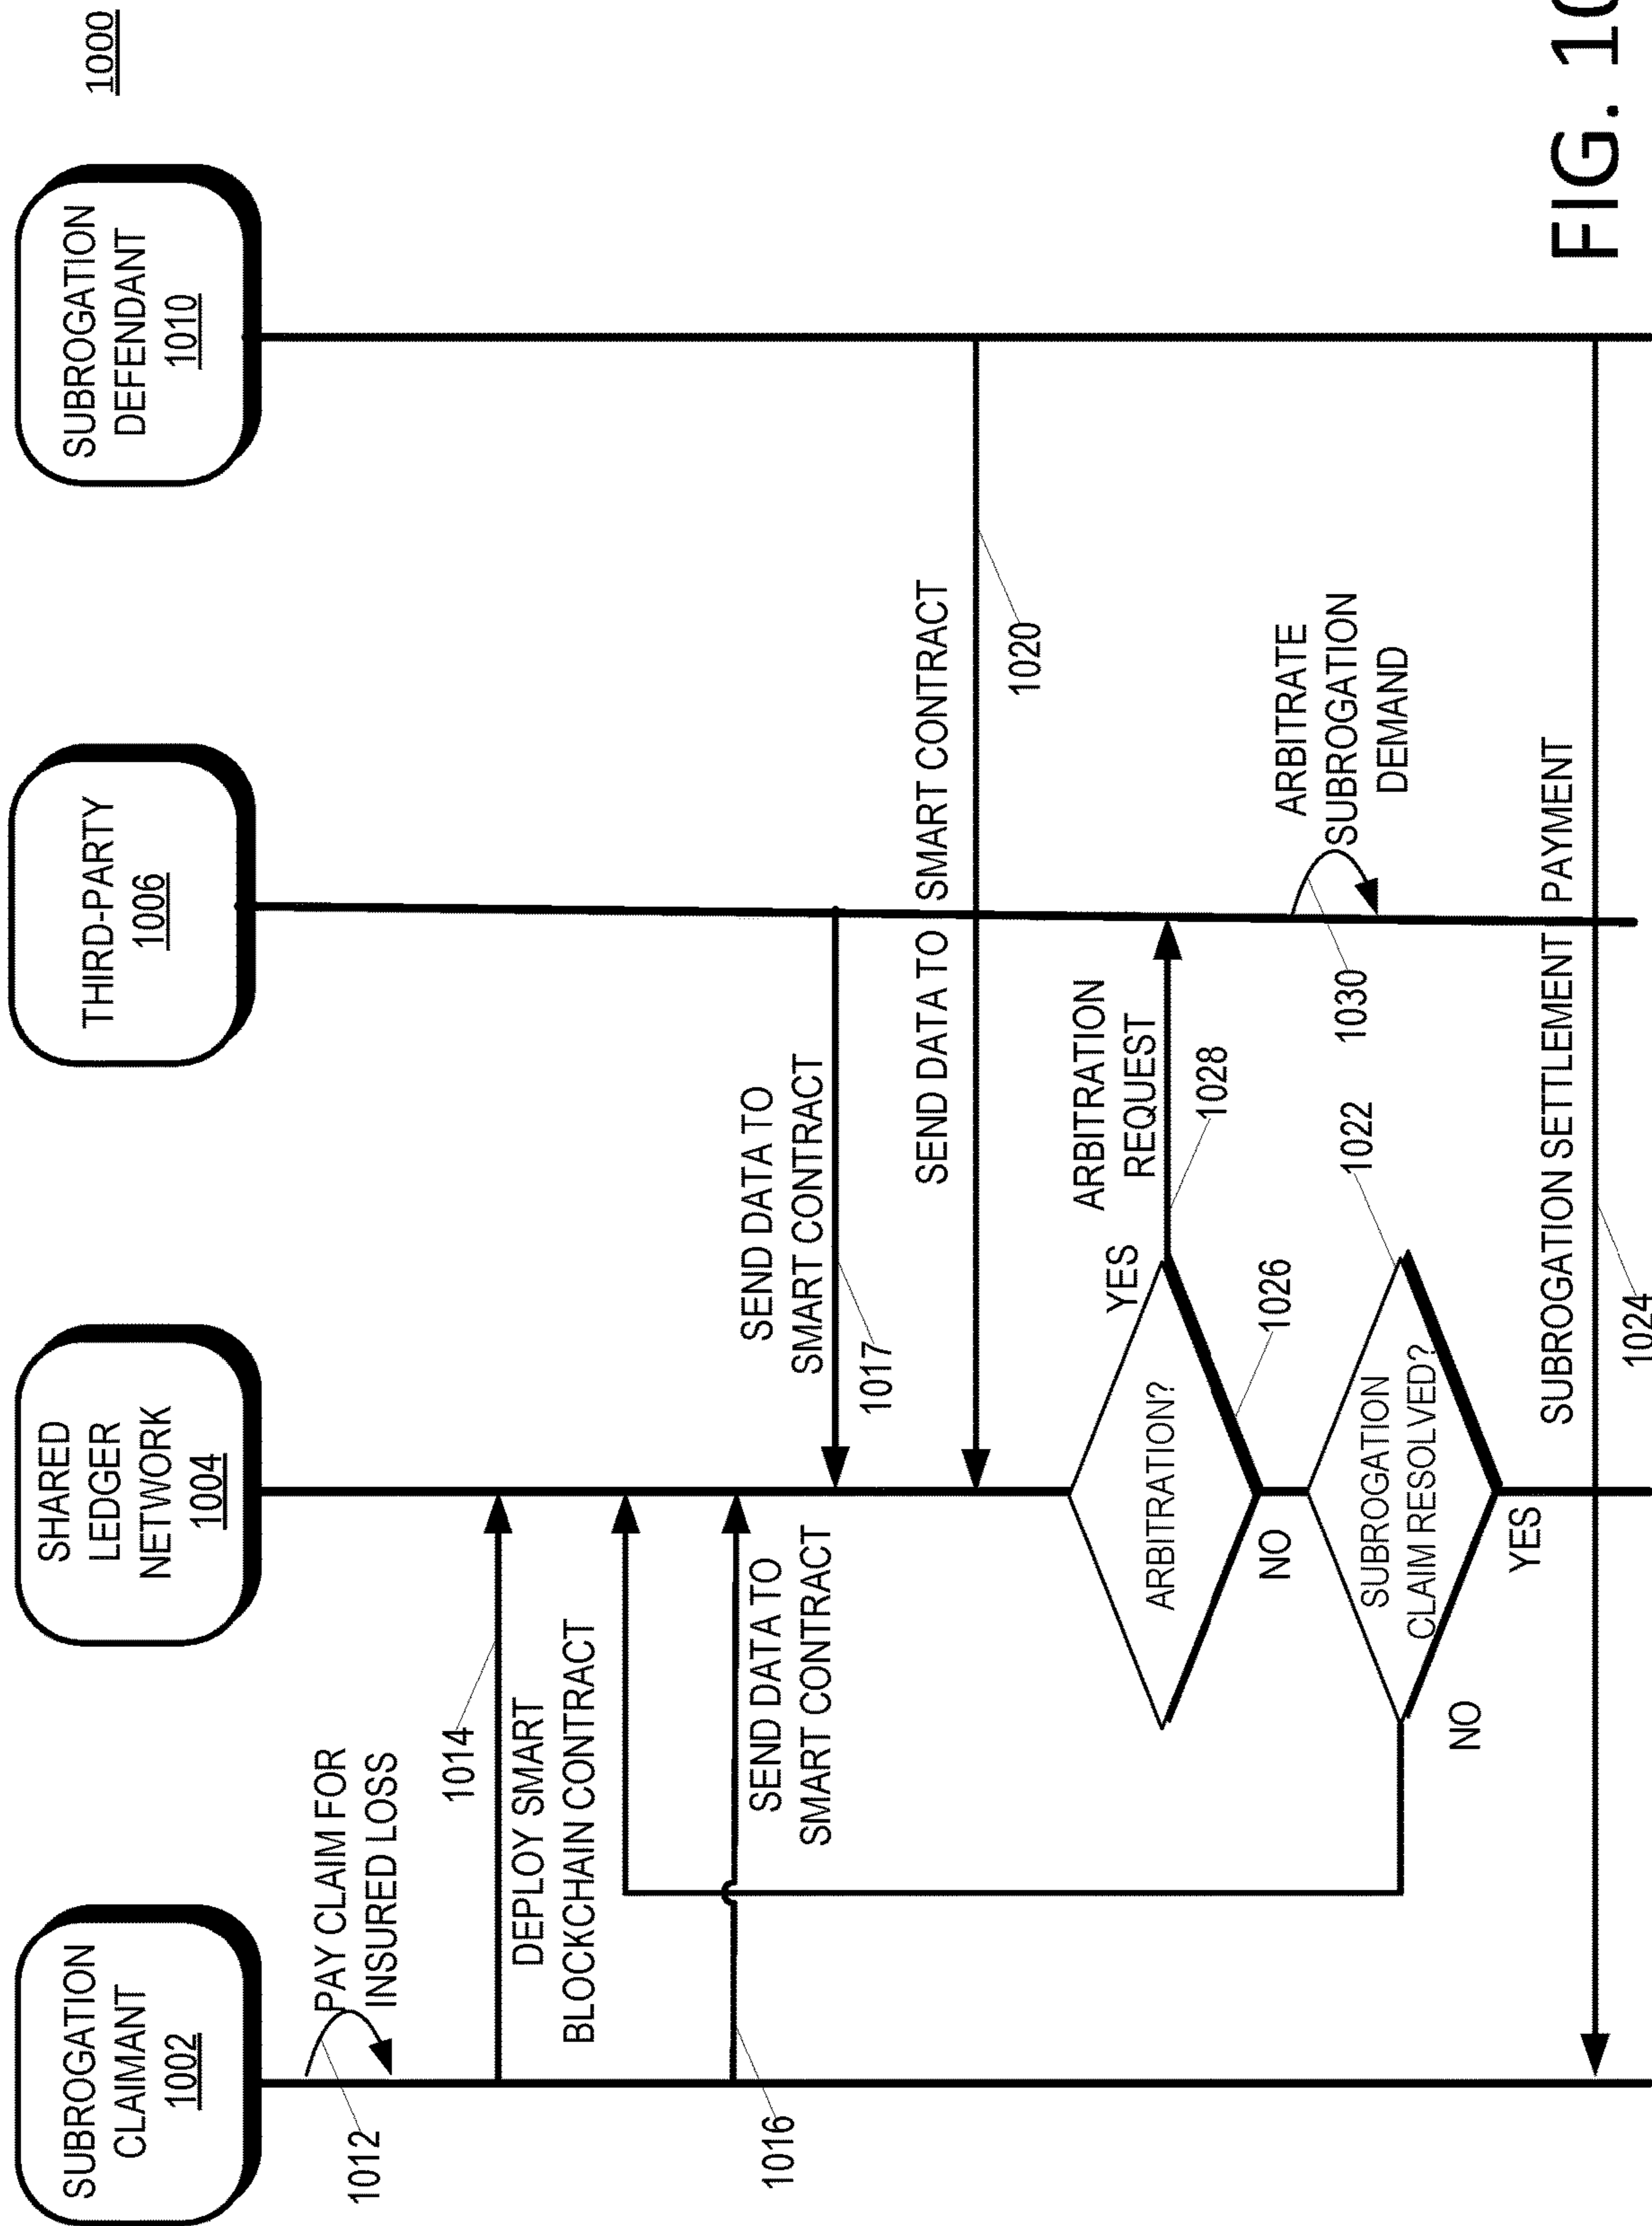 1000
SUBROGATION
CLAIMANT
1002
SHARED
LEDGER
NETWORK
1004
THIRD-PARTY
1006
SUBROGATION
DEFENDANT
1010
PAY CLAIM FOR
INSURED LOSS
1012
1014
DEPLOY SMART
BLOCKCHAIN CONTRACT
SEND DATA TO
SMART CONTRACT
1016
SEND DATA TO
SMART CONTRACT
1017
SEND DATA TO SMART CONTRACT
1020
ARBITRATION?
YES
NO
1026
ARBITRATION
REQUEST
1028
ARBITRATE
SUBROGATION
DEMAND
1030
SUBROGATION
CLAIM RESOLVED?
1022
NO
YES
SUBROGATION SETTLEMENT PAYMENT
1024
FIG. 10